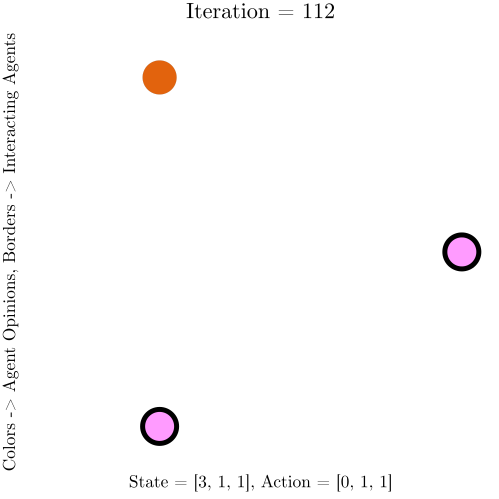 Iteration = 112
Colors -> Agent Opinions, Borders -> Interacting Agents
State = [3, 1, 1], Action = [0, 1, 1]